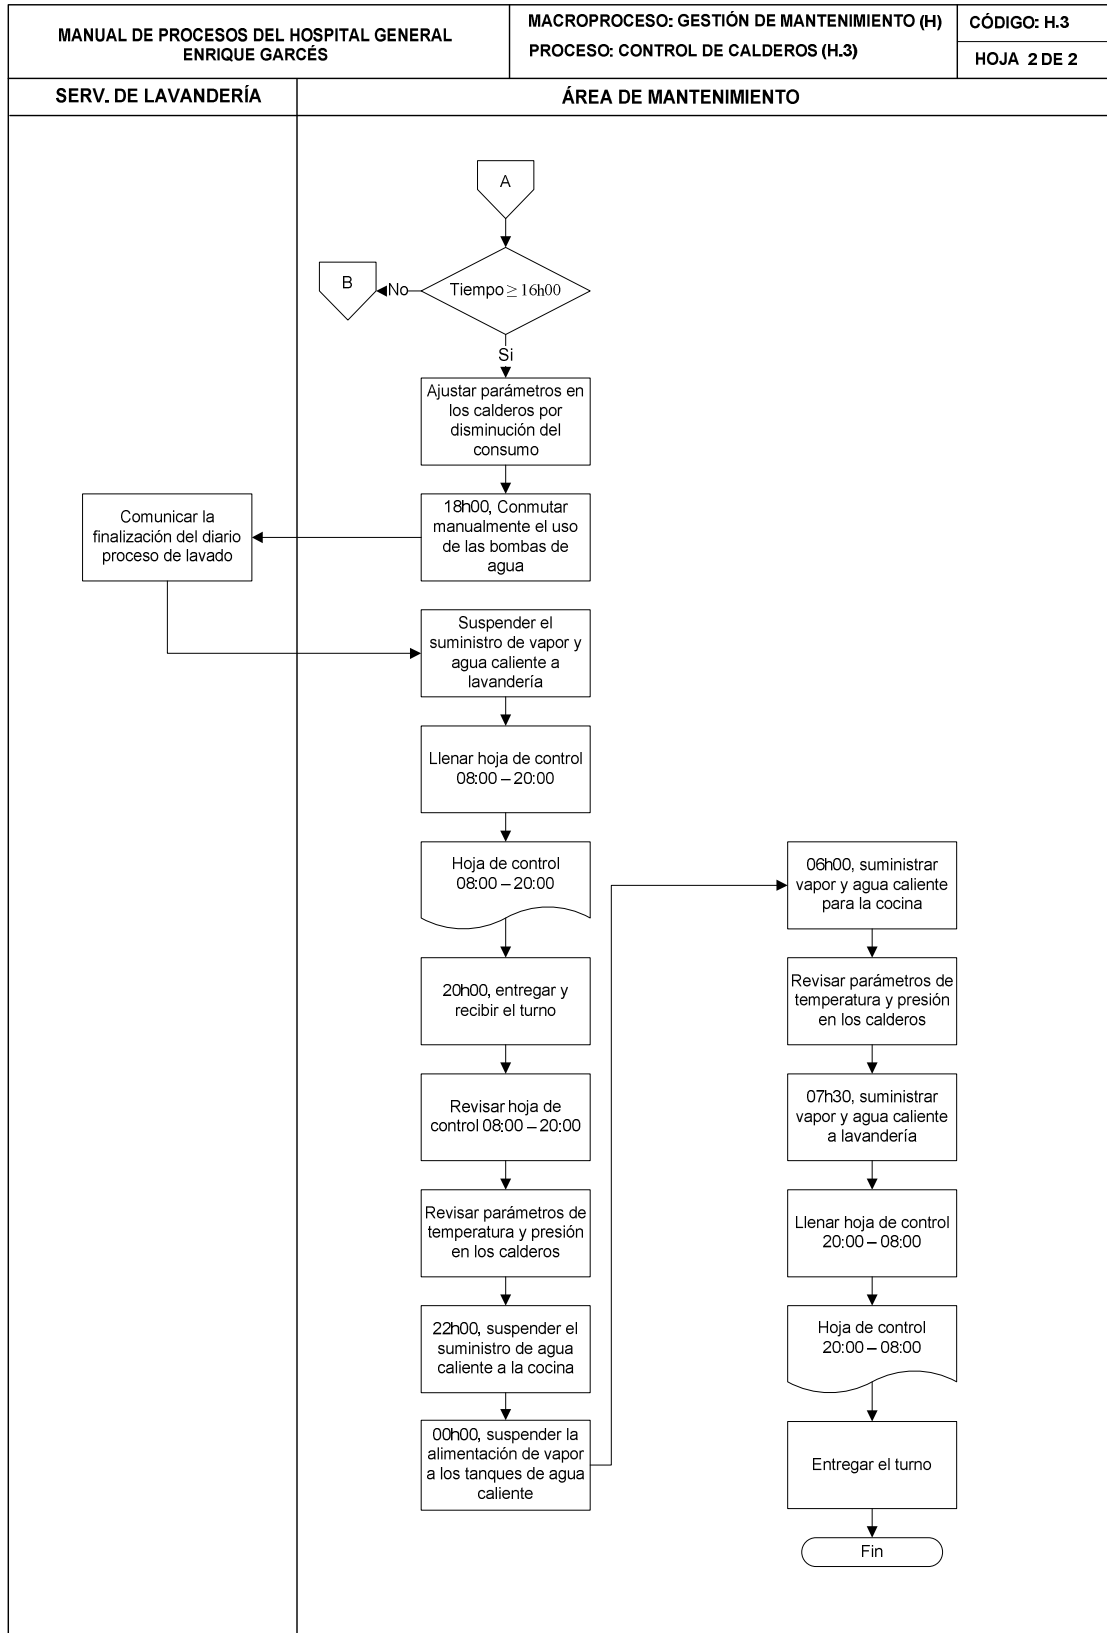 MANUAL DE PROCESOS DEL HOSPITAL GENERAL
ENRIQUE GARCÉS
MACROPROCESO: GESTIÓN DE MANTENIMIENTO (H)
PROCESO: CONTROL DE CALDEROS (H.3)
CÓDIGO: H.3
HOJA 2 DE 2
SERV. DE LAVANDERÍA
ÁREA DE MANTENIMIENTO
A
B
No
Tiempo ≥ 16h00
Si
Ajustar parámetros en
los calderos por
disminución del
consumo
18h00, Conmutar
manualmente el uso
de las bombas de
agua
Comunicar la
finalización del diario
proceso de lavado
Suspender el
suministro de vapor y
agua caliente a
lavandería
Llenar hoja de control
08:00 – 20:00
Hoja de control
08:00 – 20:00
20h00, entregar y
recibir el turno
Revisar hoja de
control 08:00 – 20:00
Revisar parámetros de
temperatura y presión
en los calderos
22h00, suspender el
suministro de agua
caliente a la cocina
00h00, suspender la
alimentación de vapor
a los tanques de agua
caliente
06h00, suministrar
vapor y agua caliente
para la cocina
Revisar parámetros de
temperatura y presión
en los calderos
07h30, suministrar
vapor y agua caliente
a lavandería
Llenar hoja de control
20:00 – 08:00
Hoja de control
20:00 – 08:00
Entregar el turno
Fin